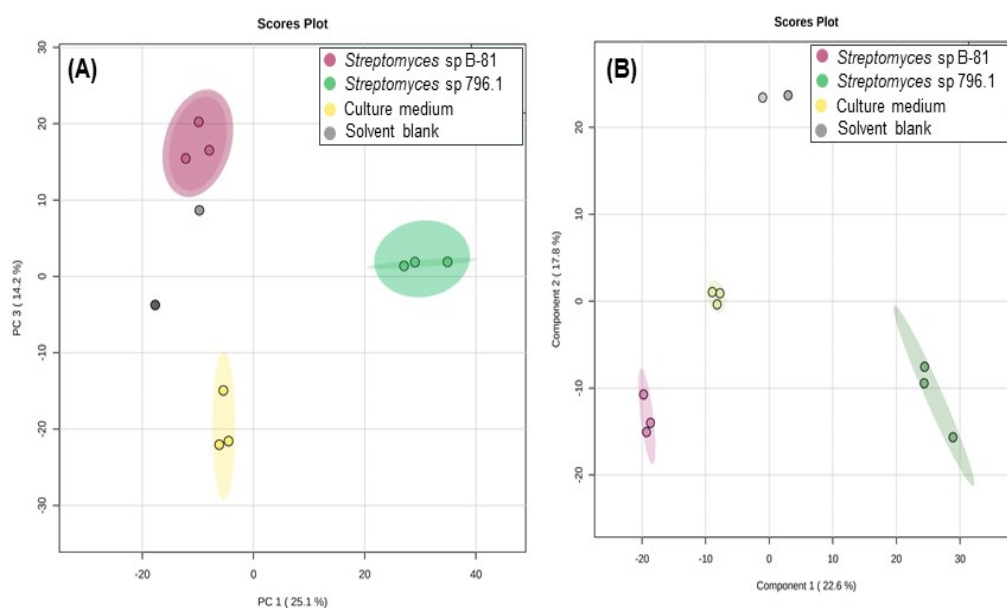 Scores Plot
(A)
Streptomyces sp B-81
Streptomyces sp 796.1
Culture medium
Solvent blank
30
20
10
0
-10
-20
-30
PC 3 ( 14.2 %)
-20 0 20 40
PC 1 ( 25.1 %)
Scores Plot
(B)
Streptomyces sp B-81
Streptomyces sp 796.1
Culture medium
Solvent blank
20
10
0
-10
-20
Component 2 ( 17.8 %)
-20 -10 0 10 20 30
Component 1 ( 22.6 %)